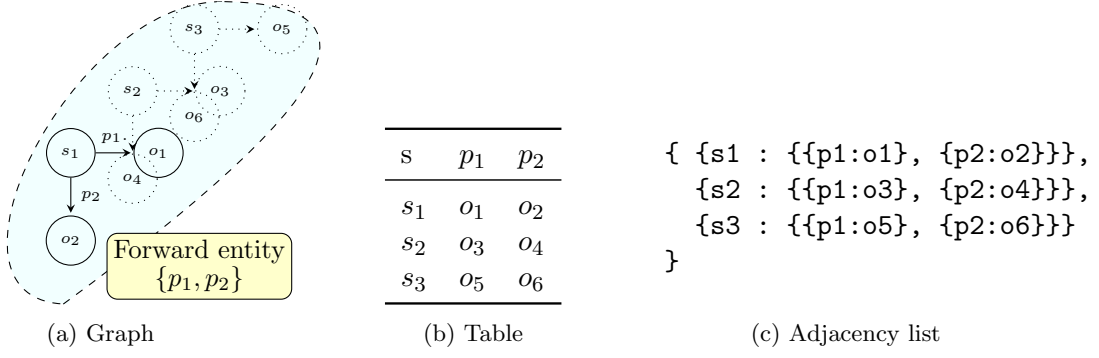 s3
o5
s2
o3
o6
s1
p1
o1
o4
p2
o2
Forward entity
{p1, p2}
(a) Graph
s p1 p2
s1 o1 o2
s2 o3 o4
s3 o5 o6
(b) Table
{ {s1 : {{p1:o1}, {p2:o2}}},
{s2 : {{p1:o3}, {p2:o4}}},
{s3 : {{p1:o5}, {p2:o6}}}
}
(c) Adjacency list